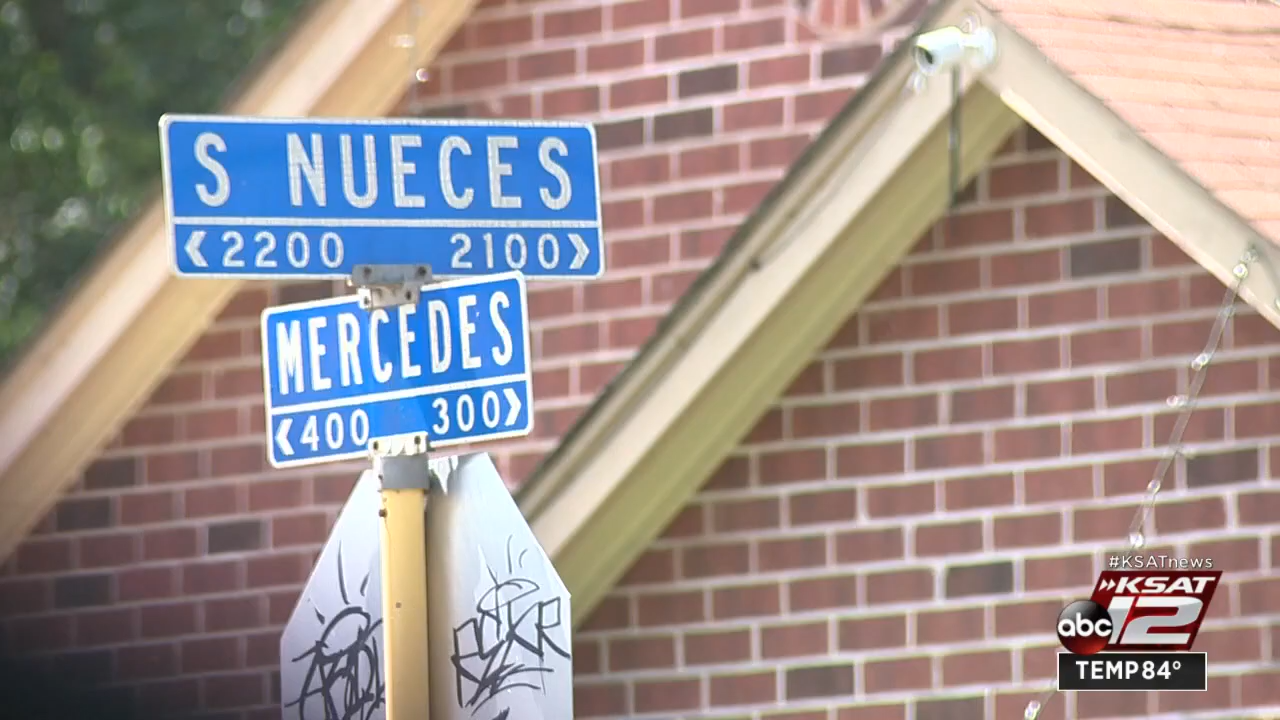 S NUECES
<2200 2100>
MERCEDES
<400 300>
#KSATnews
KSAT
abc 12
TEMP 84°